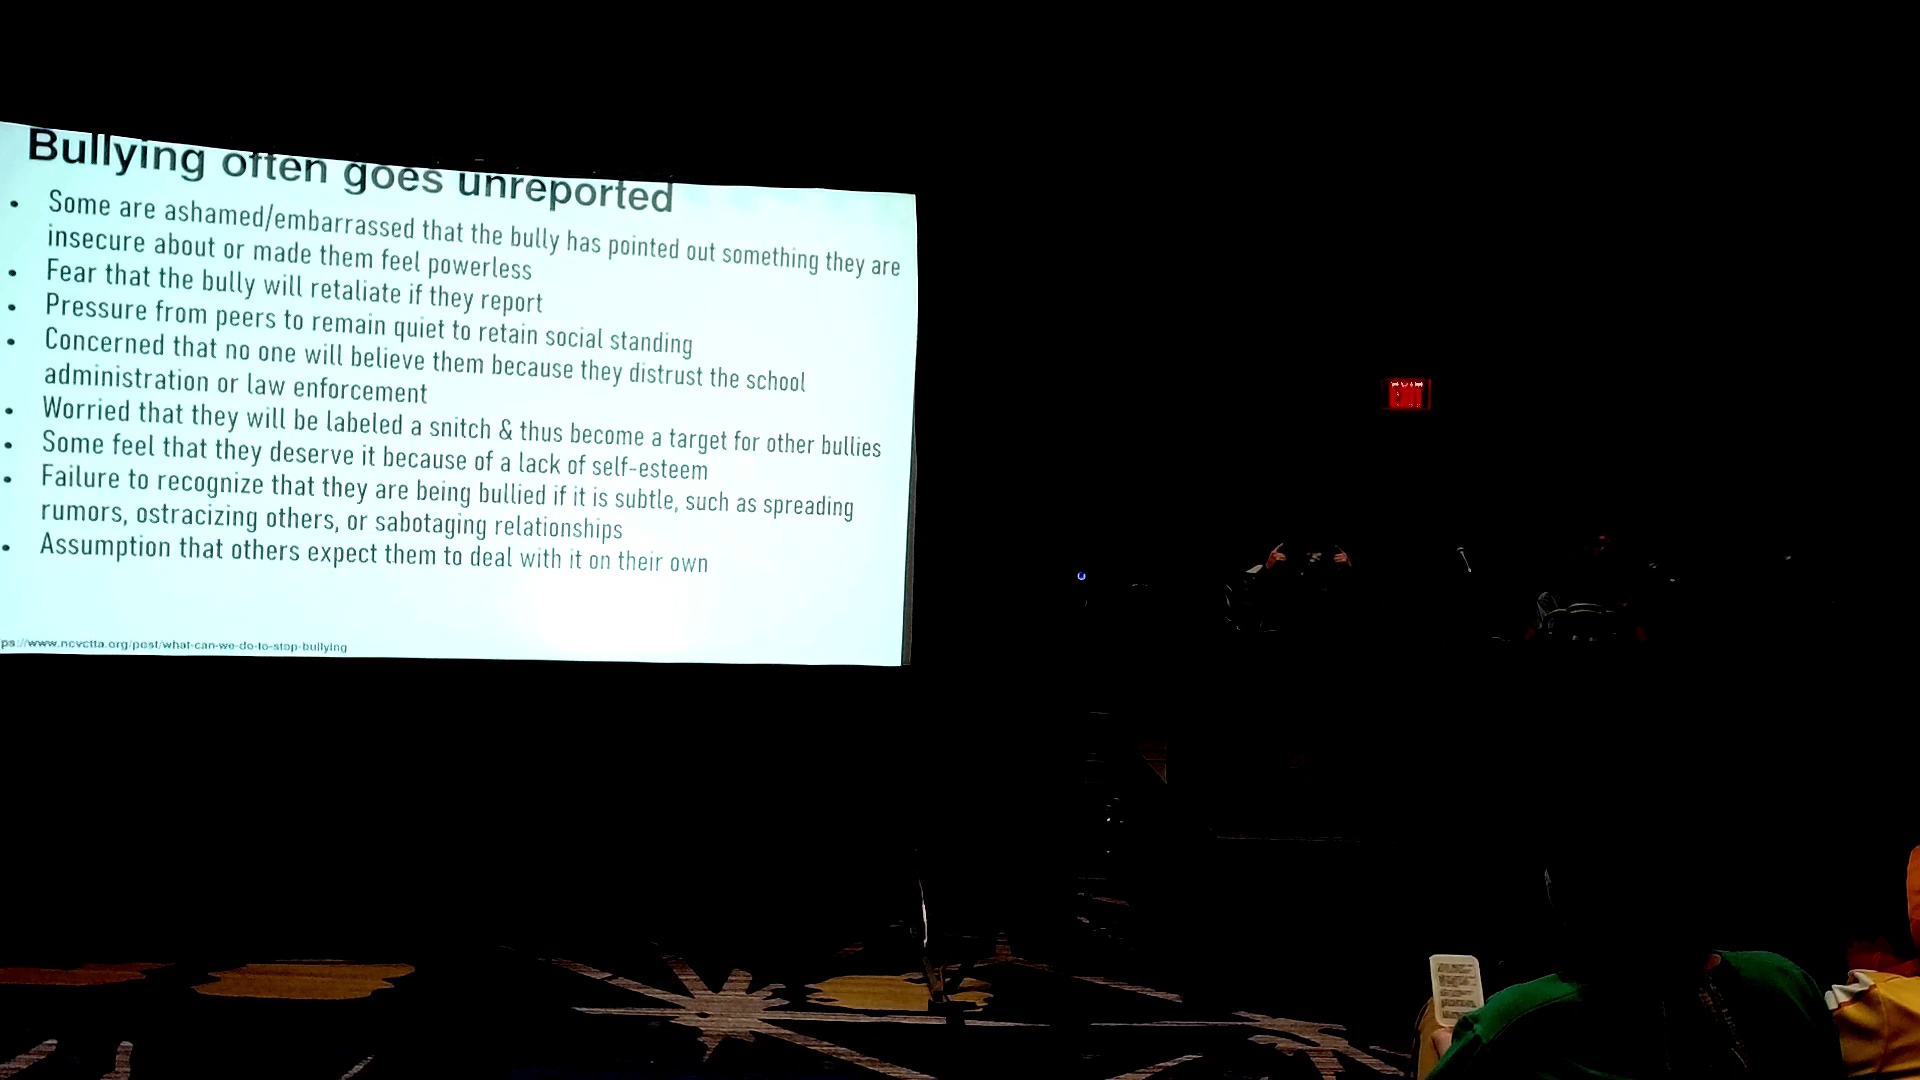 Bullying often goes unreported
• Some are ashamed/embarrassed that the bully has pointed out something they are
insecure about or made them feel powerless
• Fear that the bully will retaliate if they report
• Pressure from peers to remain quiet to retain social standing
• Concerned that no one will believe them because they distrust the school
administration or law enforcement
• Worried that they will be labeled a snitch & thus become a target for other bullies
• Some feel that they deserve it because of a lack of self-esteem
• Failure to recognize that they are being bullied if it is subtle, such as spreading
rumors, ostracizing others, or sabotaging relationships
• Assumption that others expect them to deal with it on their own
ps://www.ncvctta.org/post/what-can-we-do-to-stop-bullying
EXIT